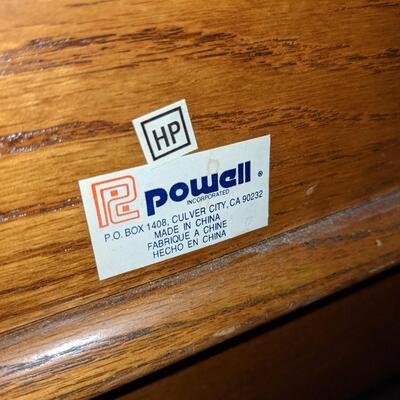 HP
powell ®
INCORPORATED
P.O. BOX 1408, CULVER CITY, CA 90232
MADE IN CHINA
FABRIQUE A CHINE
HECHO EN CHINA